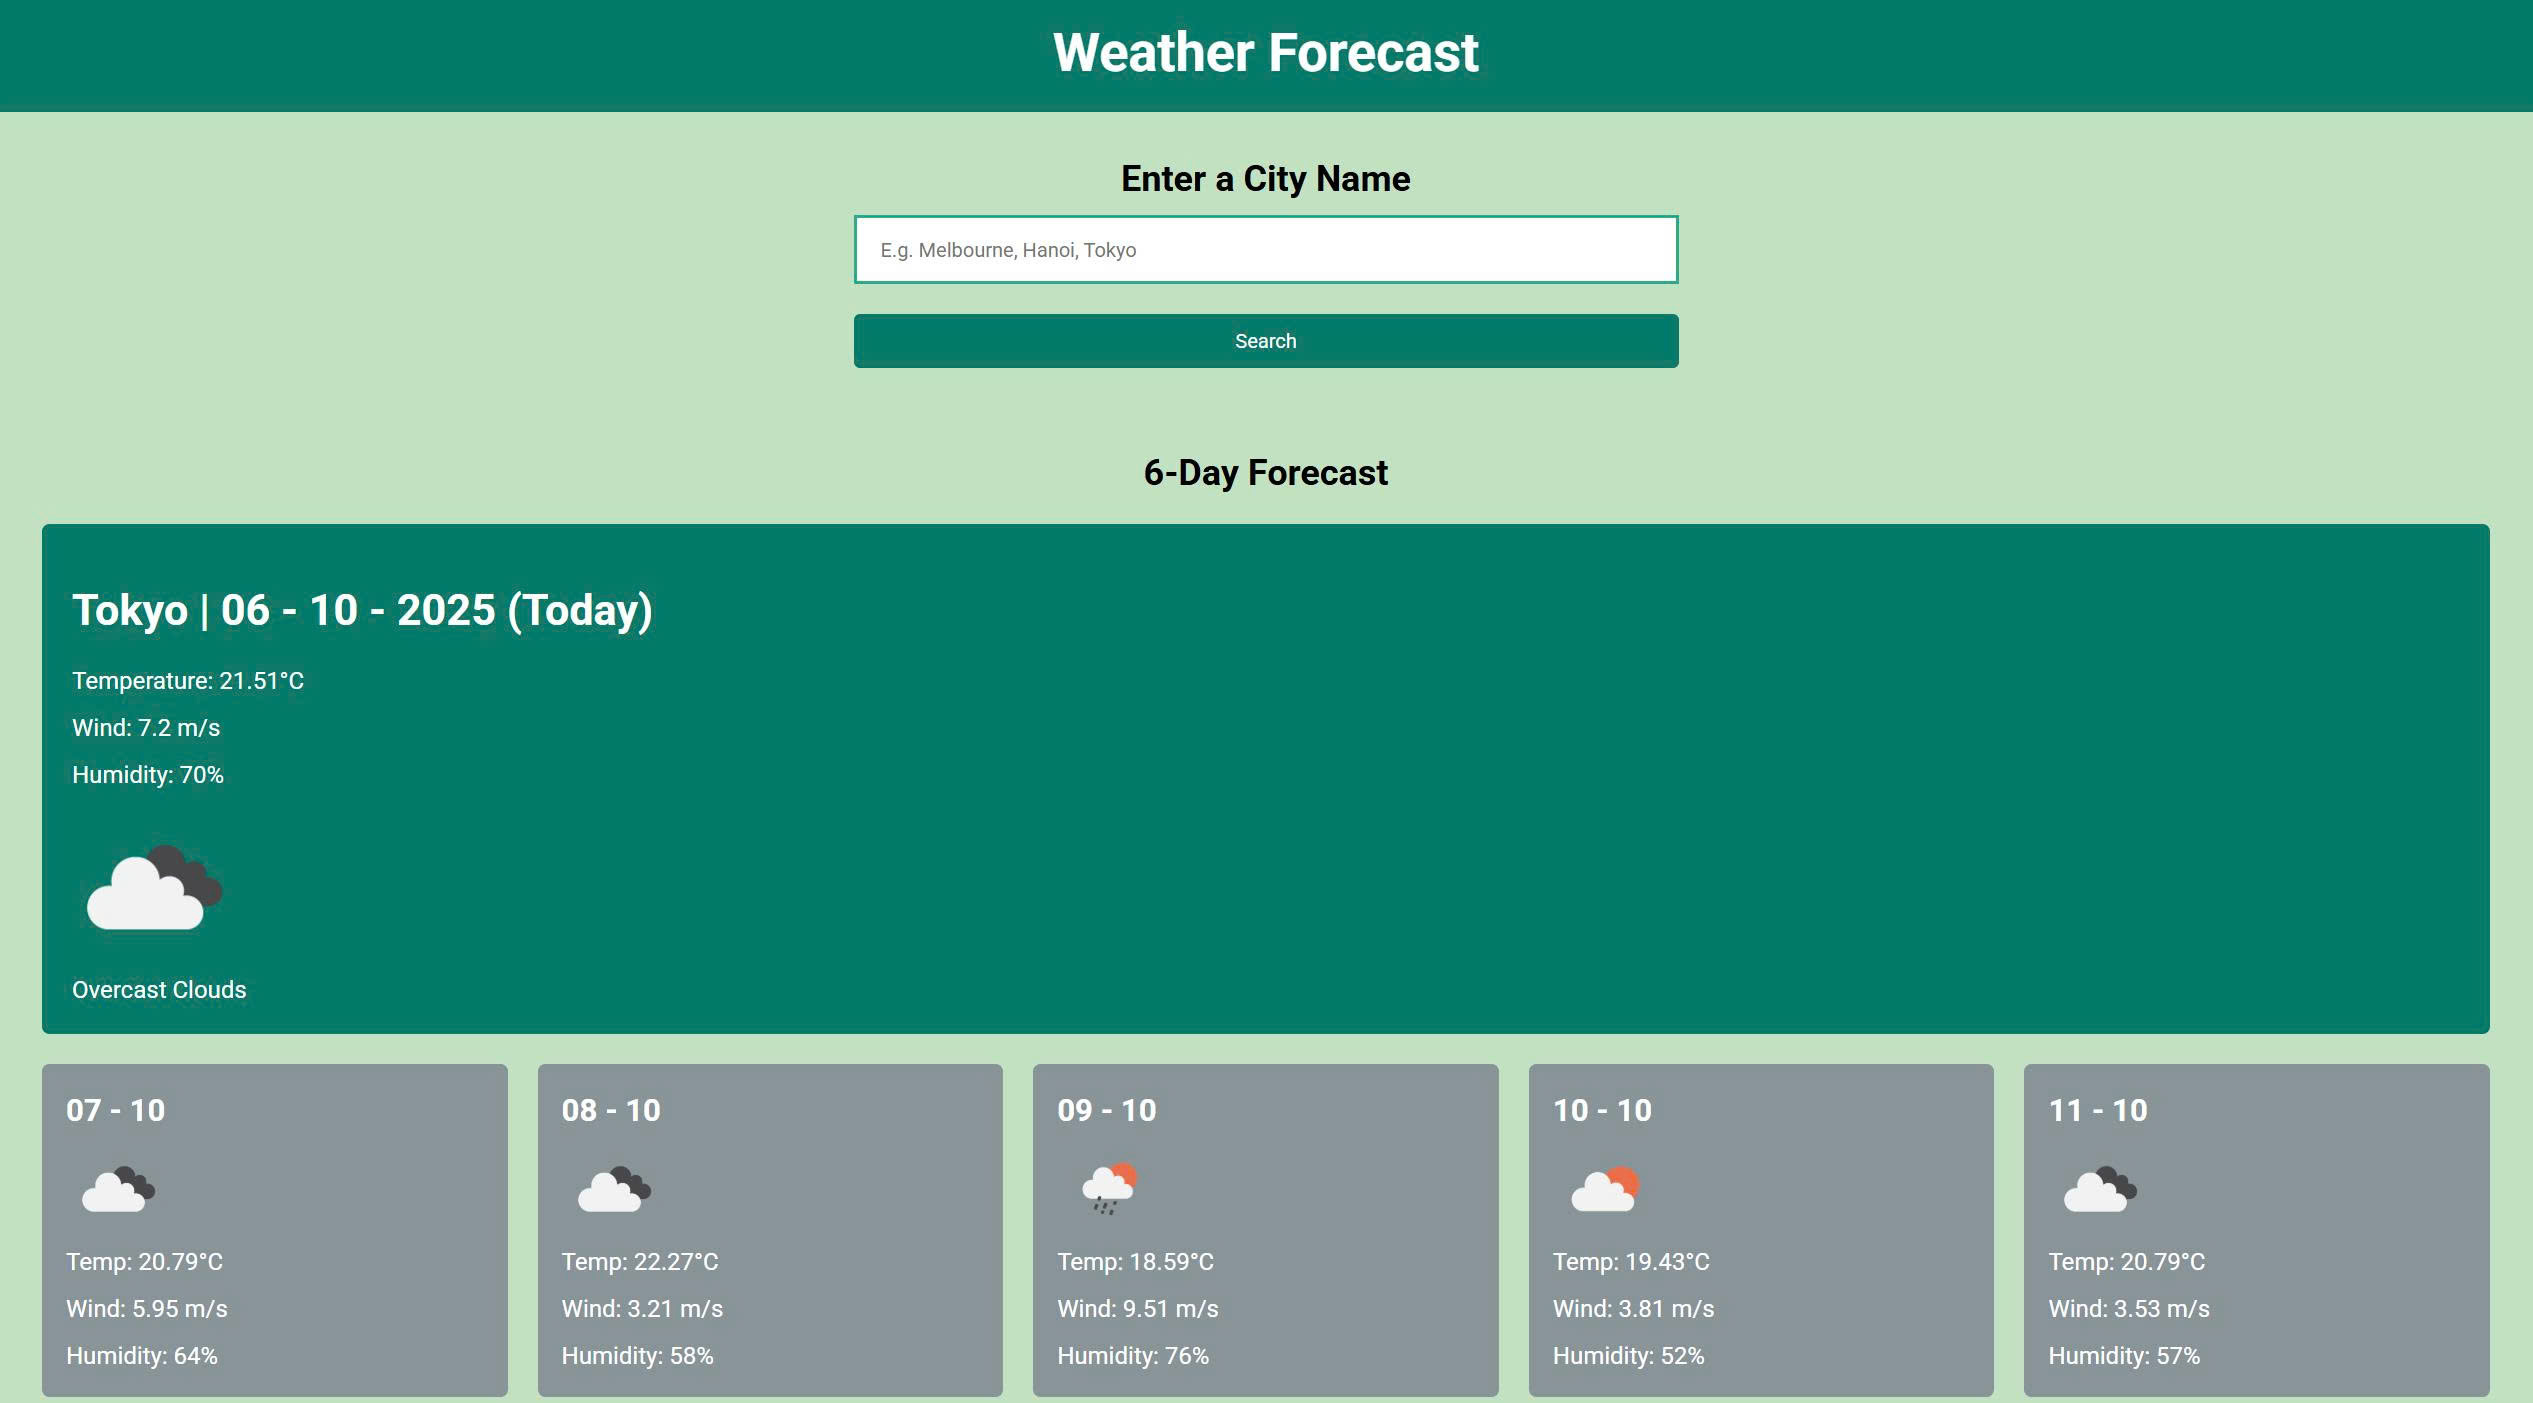 Weather Forecast
Enter a City Name
E.g. Melbourne, Hanoi, Tokyo
Search
6-Day Forecast
Tokyo | 06 - 10 - 2025 (Today)
Temperature: 21.51°C
Wind: 7.2 m/s
Humidity: 70%
Overcast Clouds
07 - 10
Temp: 20.79°C
Wind: 5.95 m/s
Humidity: 64%
08 - 10
Temp: 22.27°C
Wind: 3.21 m/s
Humidity: 58%
09 - 10
Temp: 18.59°C
Wind: 9.51 m/s
Humidity: 76%
10 - 10
Temp: 19.43°C
Wind: 3.81 m/s
Humidity: 52%
11 - 10
Temp: 20.79°C
Wind: 3.53 m/s
Humidity: 57%